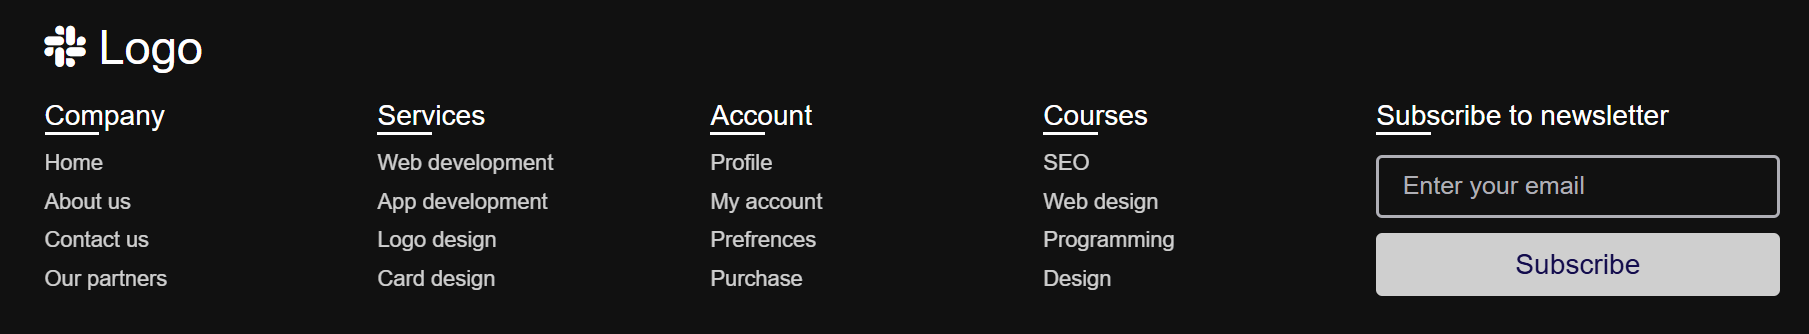 Logo
Company
Home
About us
Contact us
Our partners
Services
Web development
App development
Logo design
Card design
Account
Profile
My account
Prefrences
Purchase
Courses
SEO
Web design
Programming
Design
Subscribe to newsletter
Enter your email
Subscribe